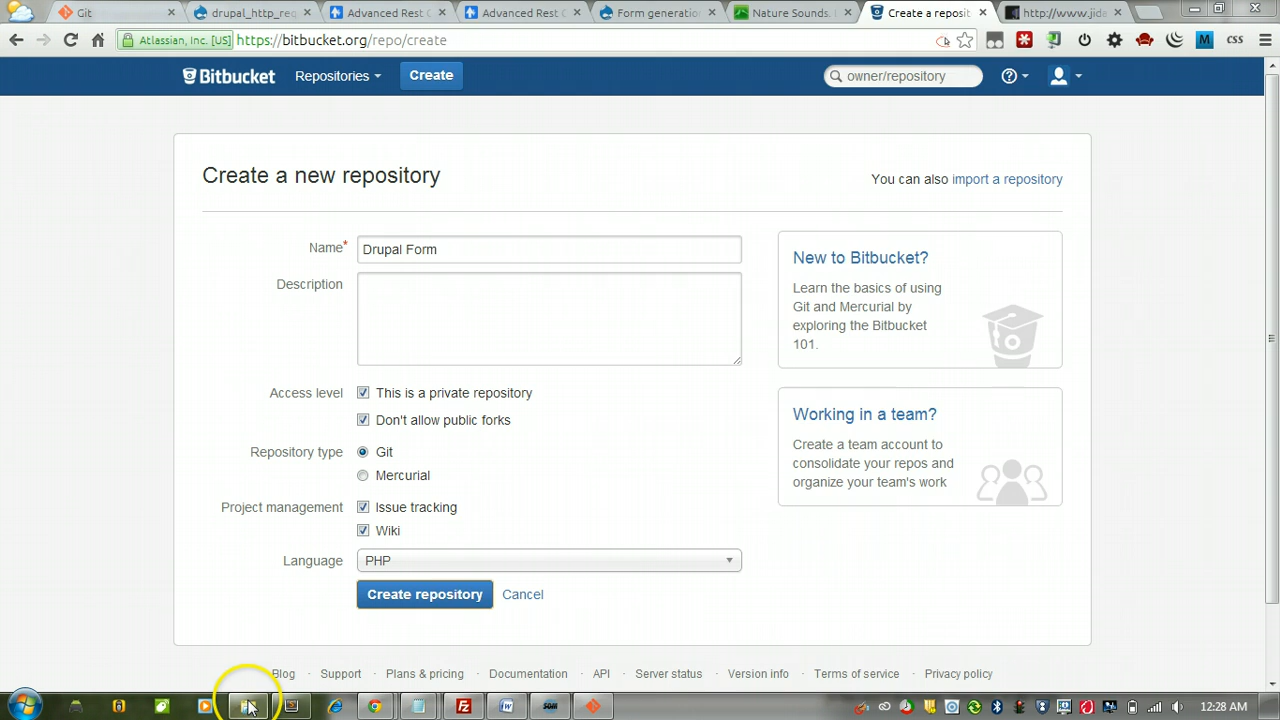 Git
drupal_http_req
Advanced Rest C
Advanced Rest C
Form generation
Nature Sounds.
Create a reposit
http://www.jida
Atlassian, Inc. [US]
https://bitbucket.org/repo/create
css
Bitbucket
Repositories
Create
owner/repository
Create a new repository
You can also import a repository
Name*
Drupal Form
Description
Access level
This is a private repository
Don't allow public forks
Repository type
Git
Mercurial
Project management
Issue tracking
Wiki
Language
PHP
Create repository
Cancel
New to Bitbucket?
Learn the basics of using
Git and Mercurial by
exploring the Bitbucket
101.
Working in a team?
Create a team account to
consolidate your repos and
organize your team's work
Blog · Support · Plans & pricing · Documentation · API · Server status · Version info · Terms of service · Privacy policy
12:28 AM